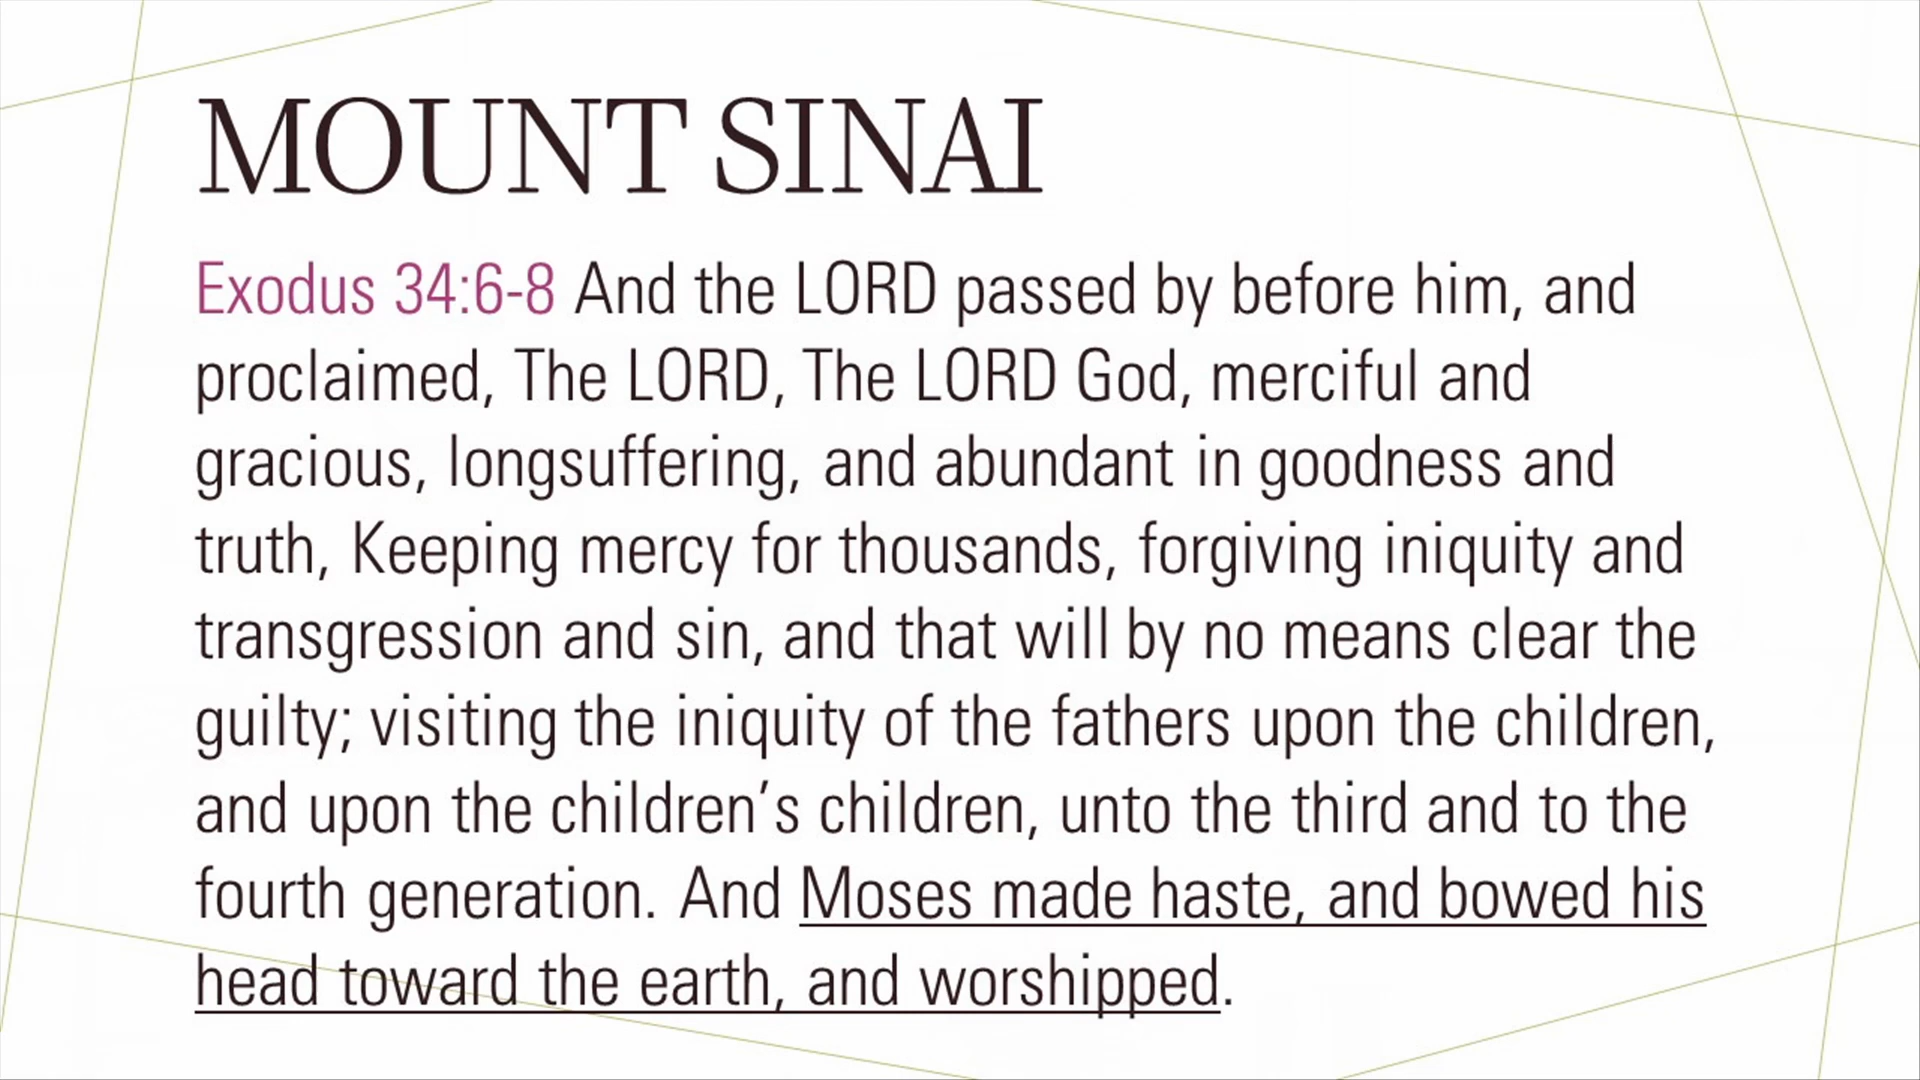 MOUNT SINAI
Exodus 34:6-8 And the LORD passed by before him, and
proclaimed, The LORD, The LORD God, merciful and
gracious, longsuffering, and abundant in goodness and
truth, Keeping mercy for thousands, forgiving iniquity and
transgression and sin, and that will by no means clear the
guilty; visiting the iniquity of the fathers upon the children,
and upon the children’s children, unto the third and to the
fourth generation. And Moses made haste, and bowed his
head toward the earth, and worshipped.